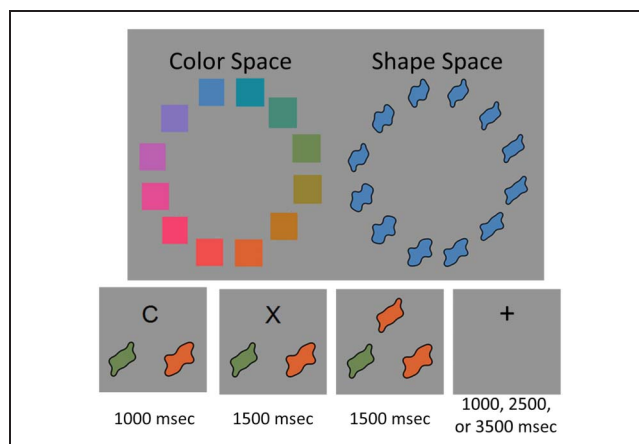 Color Space
Shape Space
C
X
+
1000 msec
1500 msec
1500 msec
1000, 2500,
or 3500 msec